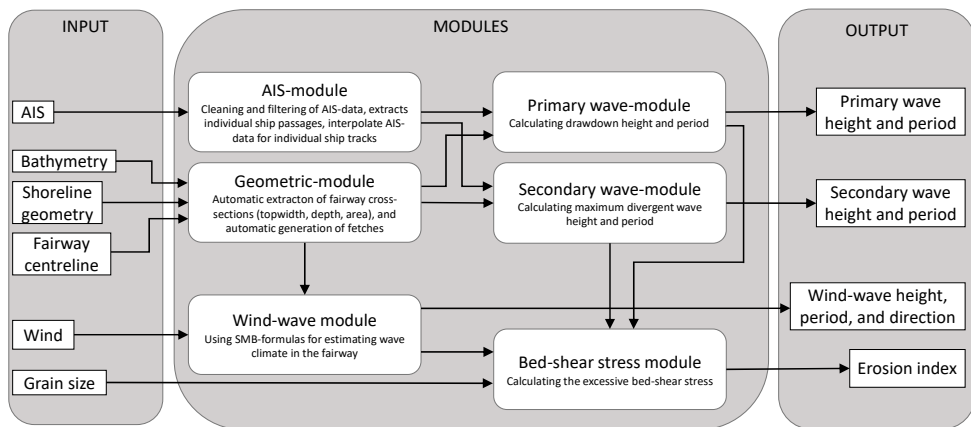 INPUT
MODULES
OUTPUT
AIS
Bathymetry
Shoreline
geometry
Fairway
centreline
Wind
Grain size
AIS-module
Cleaning and filtering of AIS-data, extracts
individual ship passages, interpolate AIS-
data for individual ship tracks
Geometric-module
Automatic extracton of fairway cross-
sections (topwidth, depth, area), and
automatic generation of fetches
Wind-wave module
Using SMB-formulas for estimating wave
climate in the fairway
Primary wave-module
Calculating drawdown height and period
Secondary wave-module
Calculating maximum divergent wave
height and period
Bed-shear stress module
Calculating the excessive bed-shear stress
Primary wave
height and period
Secondary wave
height and period
Wind-wave height,
period, and direction
Erosion index